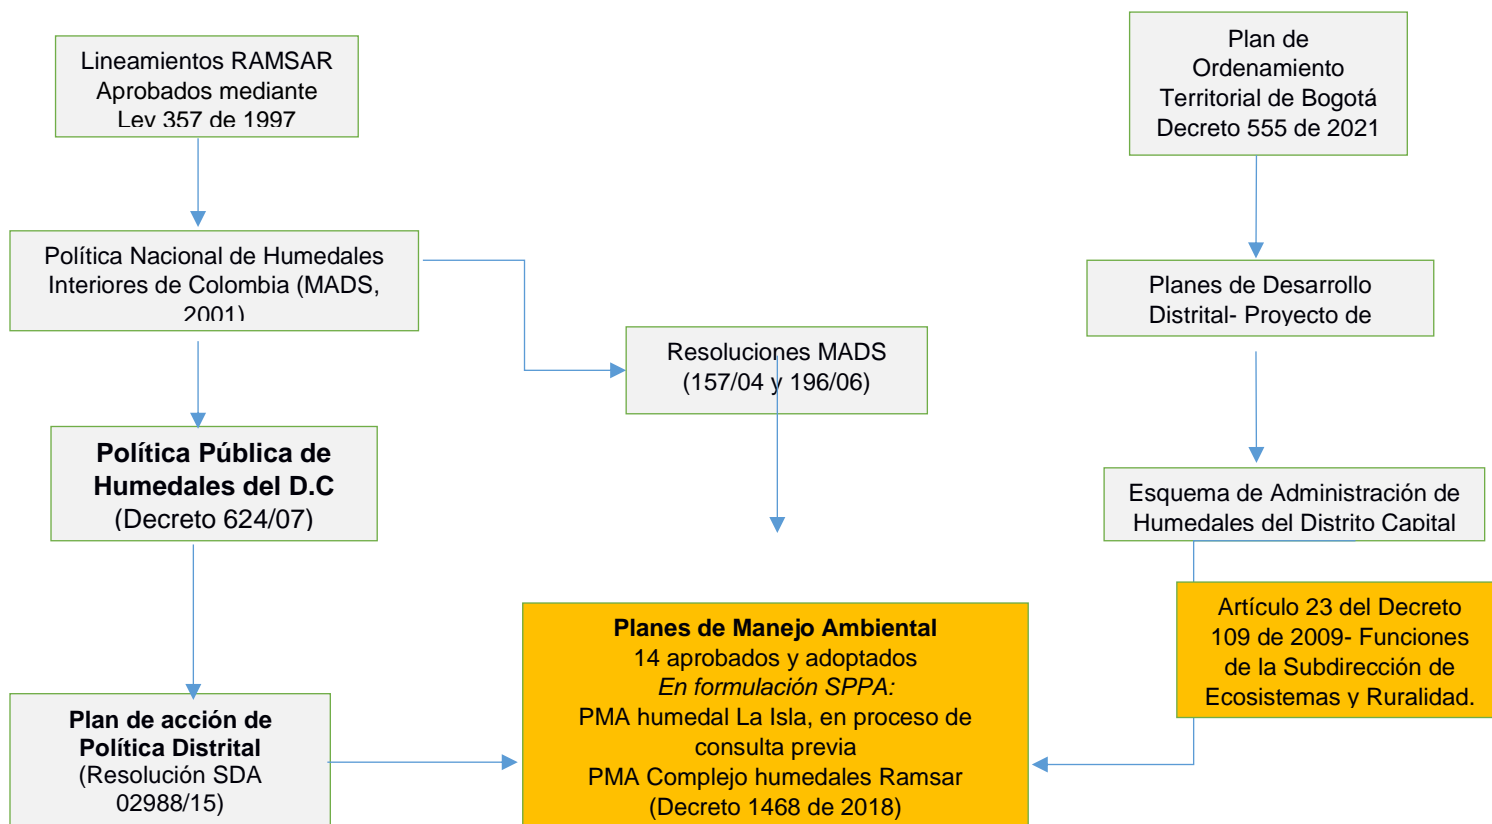 Lineamientos RAMSAR
Aprobados mediante
Ley 357 de 1997
Política Nacional de Humedales
Interiores de Colombia (MADS,
2001)
Política Pública de
Humedales del D.C
(Decreto 624/07)
Plan de acción de
Política Distrital
(Resolución SDA
02988/15)
Resoluciones MADS
(157/04 y 196/06)
Planes de Manejo Ambiental
14 aprobados y adoptados
En formulación SPPA:
PMA humedal La Isla, en proceso de
consulta previa
PMA Complejo humedales Ramsar
(Decreto 1468 de 2018)
Plan de
Ordenamiento
Territorial de Bogotá
Decreto 555 de 2021
Planes de Desarrollo
Distrital- Proyecto de
Esquema de Administración de
Humedales del Distrito Capital
Artículo 23 del Decreto
109 de 2009- Funciones
de la Subdirección de
Ecosistemas y Ruralidad.